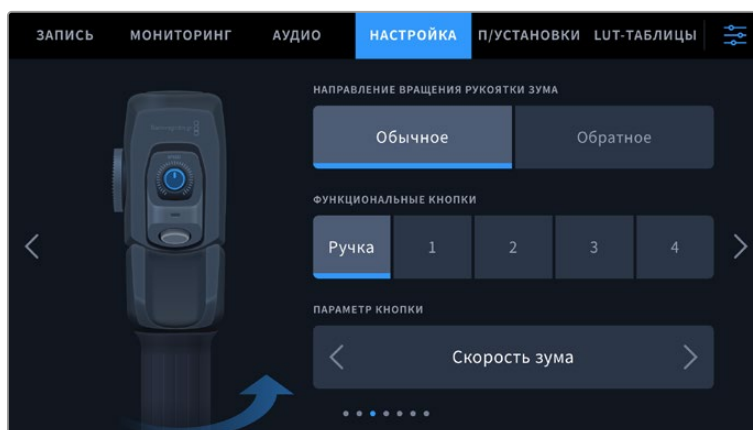 ЗАПИСЬ МОНИТОРИНГ АУДИО НАСТРОЙКА П/УСТАНОВКИ LUT-ТАБЛИЦЫ
НАПРАВЛЕНИЕ ВРАЩЕНИЯ РУКОЯТКИ ЗУМА
Обычное Обратное
ФУНКЦИОНАЛЬНЫЕ КНОПКИ
Ручка 1 2 3 4
ПАРАМЕТР КНОПКИ
Скорость зума